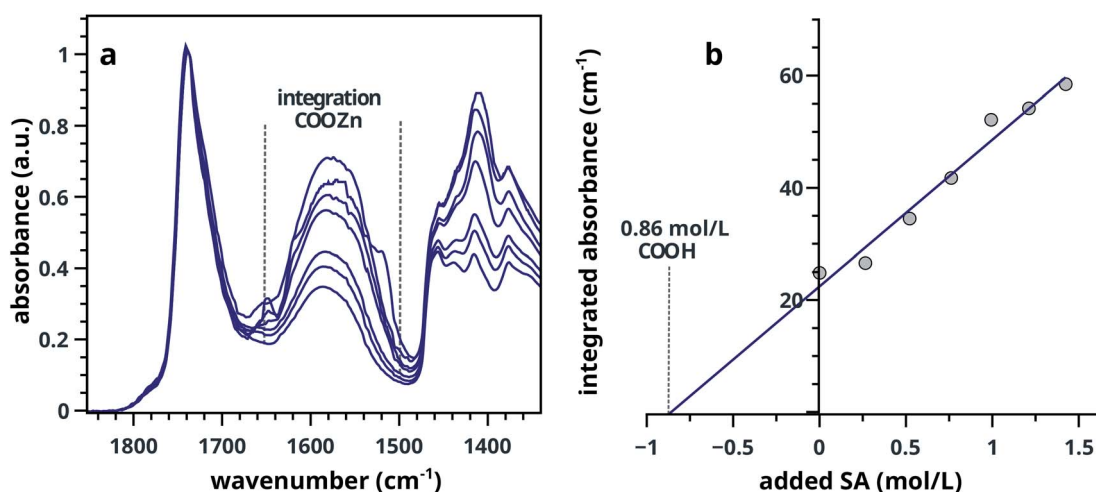 a
integration
COOZn
absorbance (a.u.)
1
0.8
0.6
0.4
0.2
0
1800 1700 1600 1500 1400
wavenumber (cm-1)
b
integrated absorbance (cm-1)
60
40
20
0.86 mol/L
COOH
−1 −0.5 0 0.5 1 1.5
added SA (mol/L)